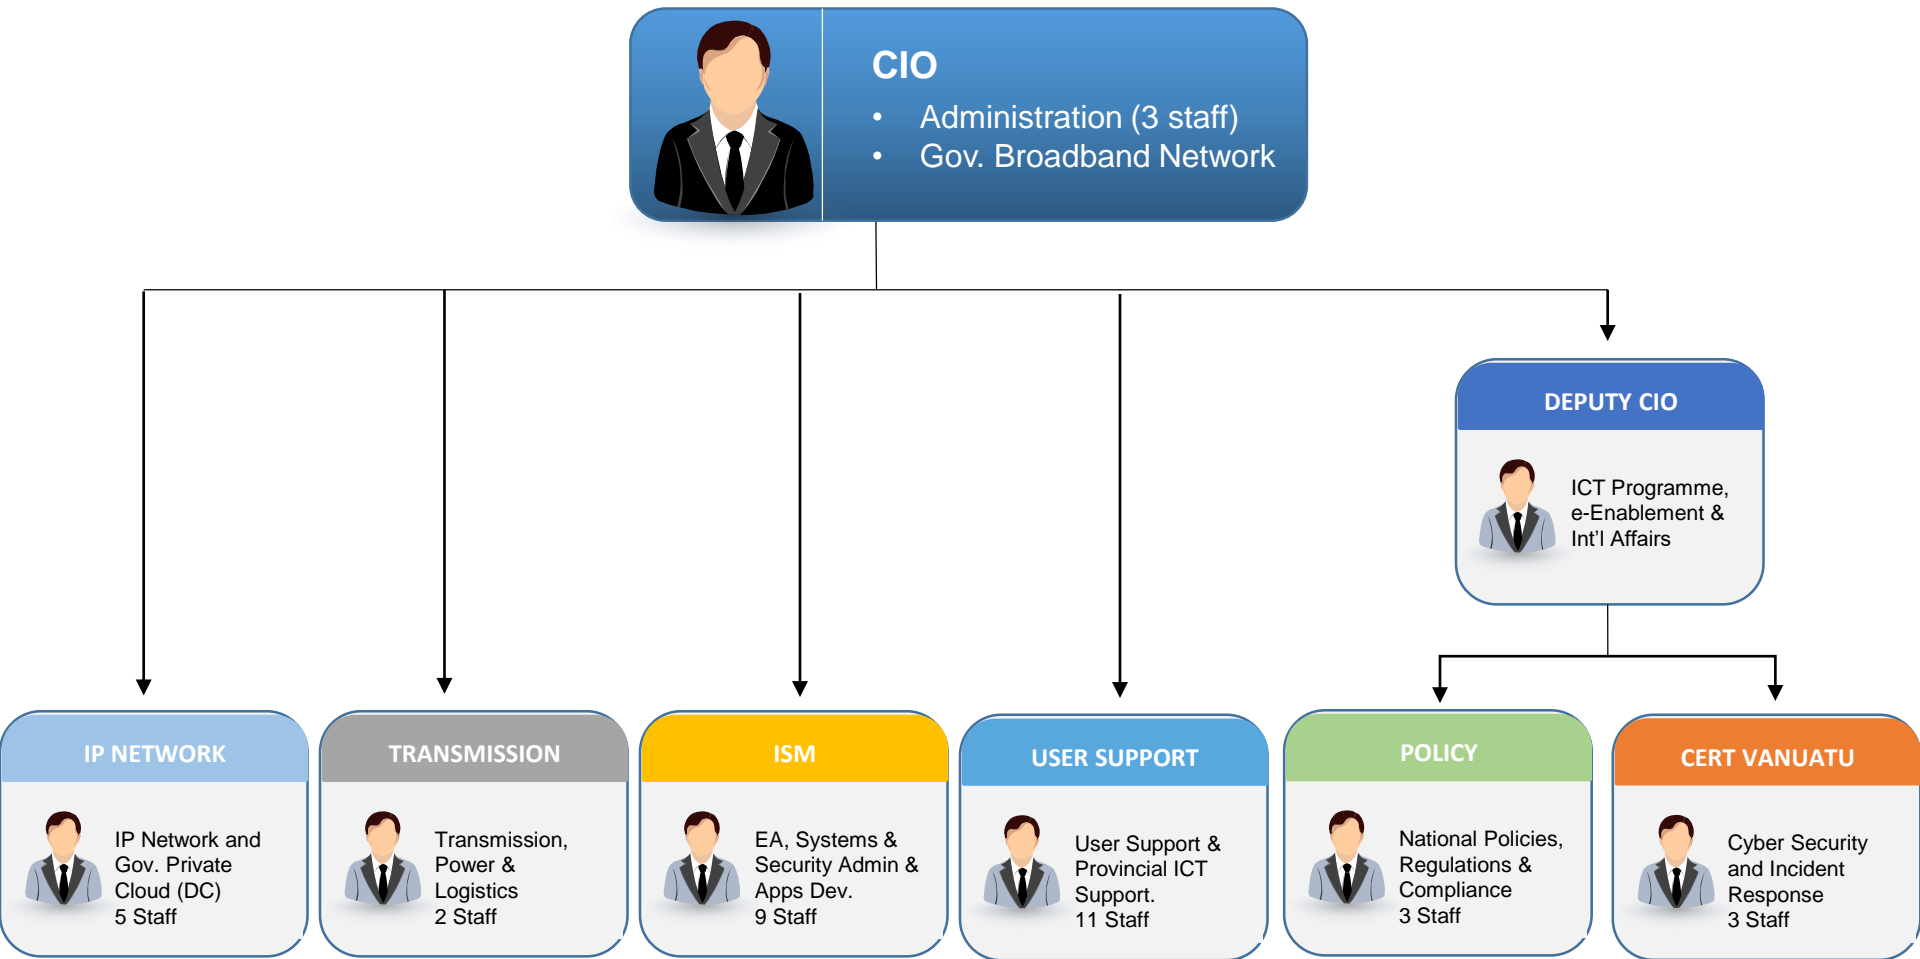 CIO
• Administration (3 staff)
• Gov. Broadband Network
DEPUTY CIO
ICT Programme,
e-Enablement &
Int’l Affairs
IP NETWORK
IP Network and
Gov. Private
Cloud (DC)
5 Staff
TRANSMISSION
Transmission,
Power &
Logistics
2 Staff
ISM
EA, Systems &
Security Admin &
Apps Dev.
9 Staff
USER SUPPORT
User Support &
Provincial ICT
Support.
11 Staff
POLICY
National Policies,
Regulations &
Compliance
3 Staff
CERT VANUATU
Cyber Security
and Incident
Response
3 Staff